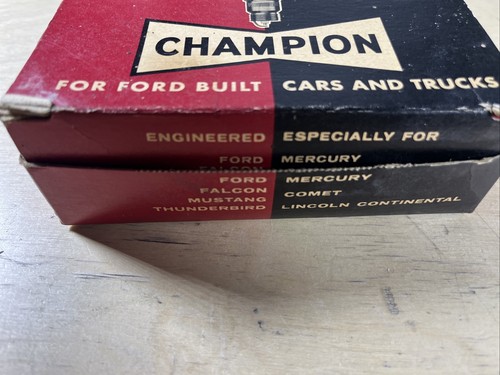 CHAMPION
FOR FORD BUILT CARS AND TRUCKS
ENGINEERED ESPECIALLY FOR
FORD MERCURY
FALCON
FORD MERCURY
FALCON COMET
MUSTANG
THUNDERBIRD LINCOLN CONTINENTAL